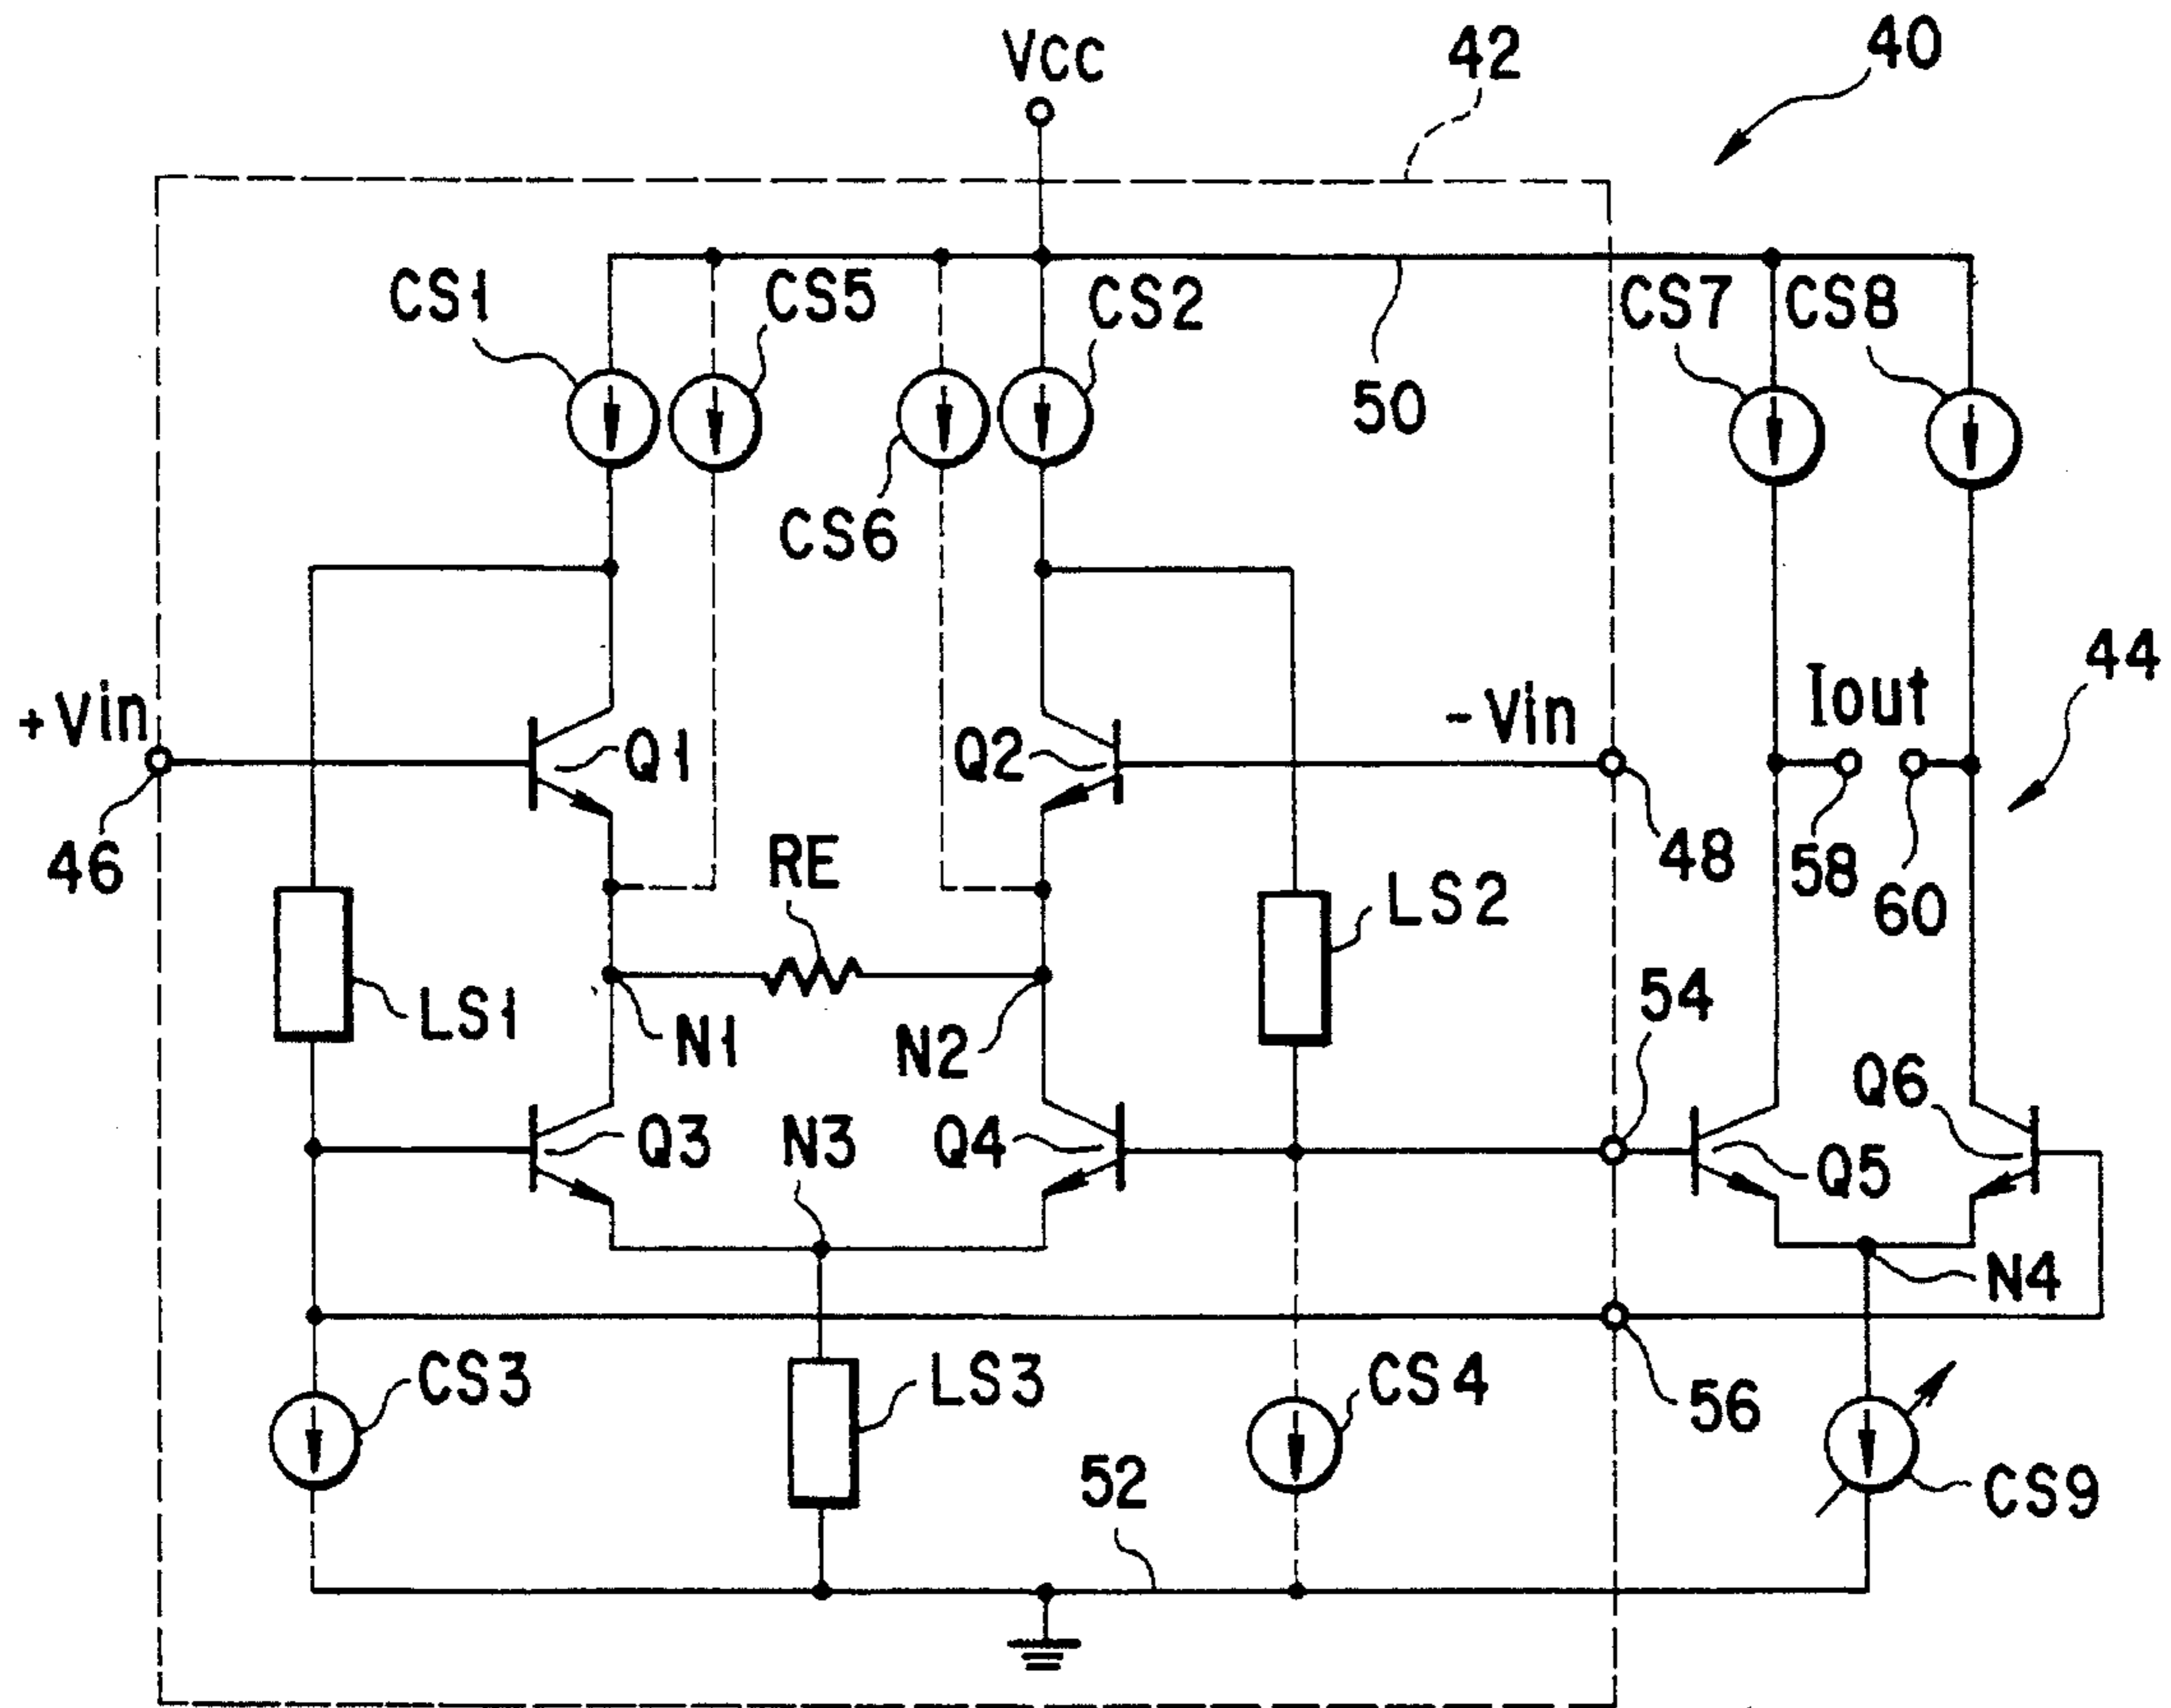 40
42
VCC
CS1
CS5
CS2
CS7
CS8
50
CS6
44
+Vin
Q1
Q2
-Vin
Iout
46
RE
48
58
60
LS2
LS1
N1
N2
54
Q6
Q3
N3
Q4
Q5
N4
CS3
LS3
CS4
56
52
CS9